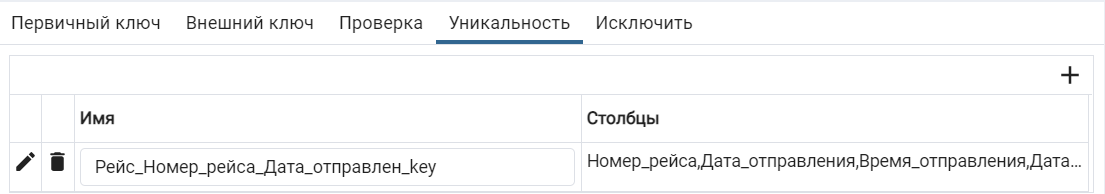 Первичный ключ Внешний ключ Проверка Уникальность Исключить
Имя Столбцы
Рейс_Номер_рейса_Дата_отправлен_key Номер_рейса,Дата_отправления,Время_отправления,Дата...